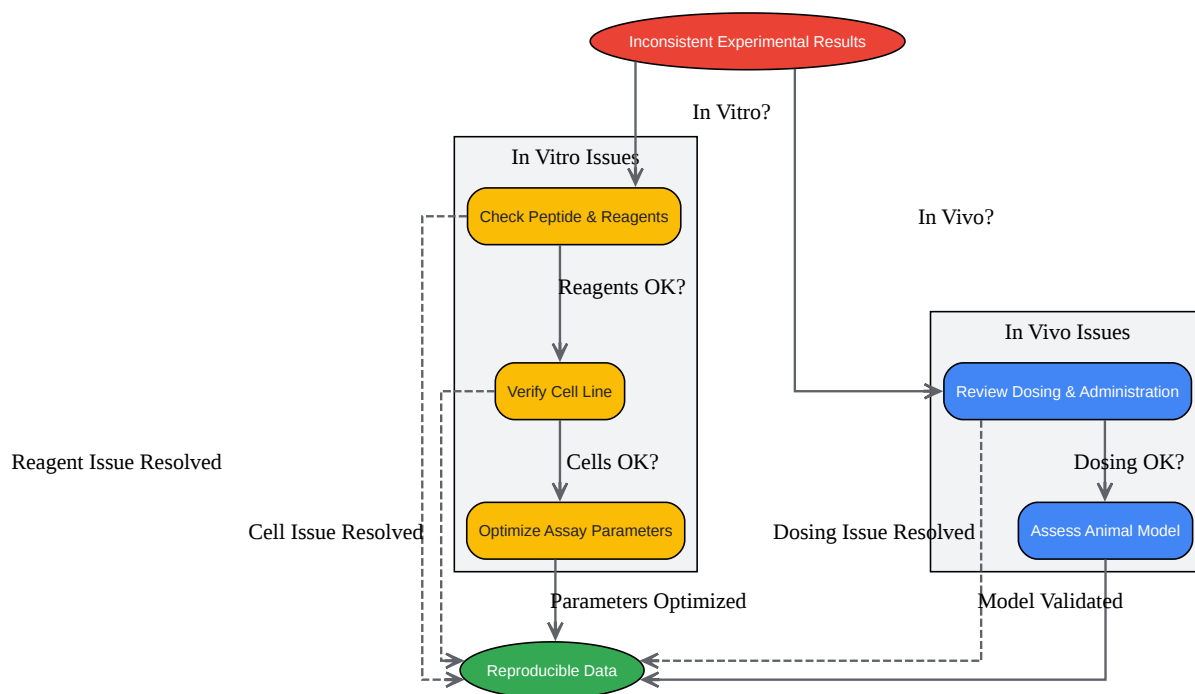 Inconsistent Experimental Results
In Vitro?
In Vitro Issues
Check Peptide & Reagents
In Vivo?
Reagents OK?
In Vivo Issues
Verify Cell Line
Review Dosing & Administration
Reagent Issue Resolved
Cells OK?
Dosing OK?
Cell Issue Resolved
Optimize Assay Parameters
Dosing Issue Resolved
Assess Animal Model
Parameters Optimized
Model Validated
Reproducible Data